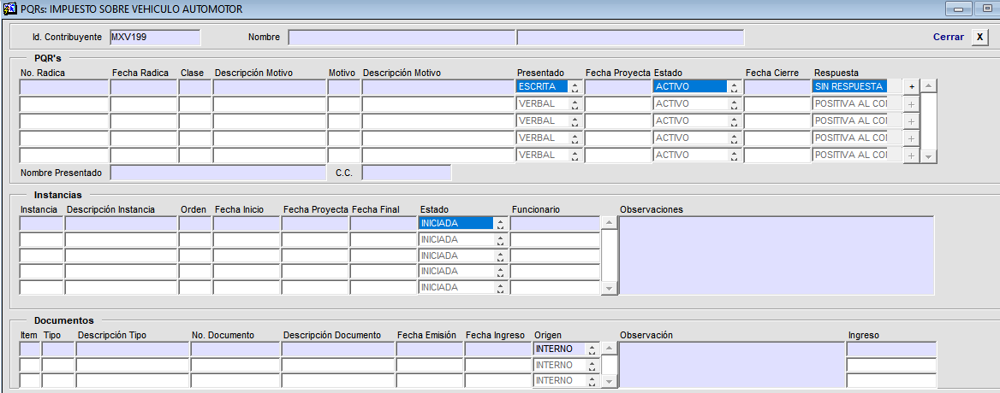 PQRs: IMPUESTO SOBRE VEHICULO AUTOMOTOR
Id. Contribuyente MXV199 Nombre Cerrar X
PQR's
No. Radica Fecha Radica Clase Descripción Motivo Motivo Descripción Motivo Presentado Fecha Proyecta Estado Fecha Cierre Respuesta
ESCRITA ACTIVO SIN RESPUESTA +
VERBAL ACTIVO POSITIVA AL CO +
VERBAL ACTIVO POSITIVA AL CO +
VERBAL ACTIVO POSITIVA AL CO +
VERBAL ACTIVO POSITIVA AL CO +
Nombre Presentado C.C.
Instancias
Instancia Descripción Instancia Orden Fecha Inicio Fecha Proyecta Fecha Final Estado Funcionario Observaciones
INICIADA
INICIADA
INICIADA
INICIADA
INICIADA
Documentos
Item Tipo Descripción Tipo No. Documento Descripción Documento Fecha Emisión Fecha Ingreso Origen Observación Ingreso
INTERNO
INTERNO
INTERNO